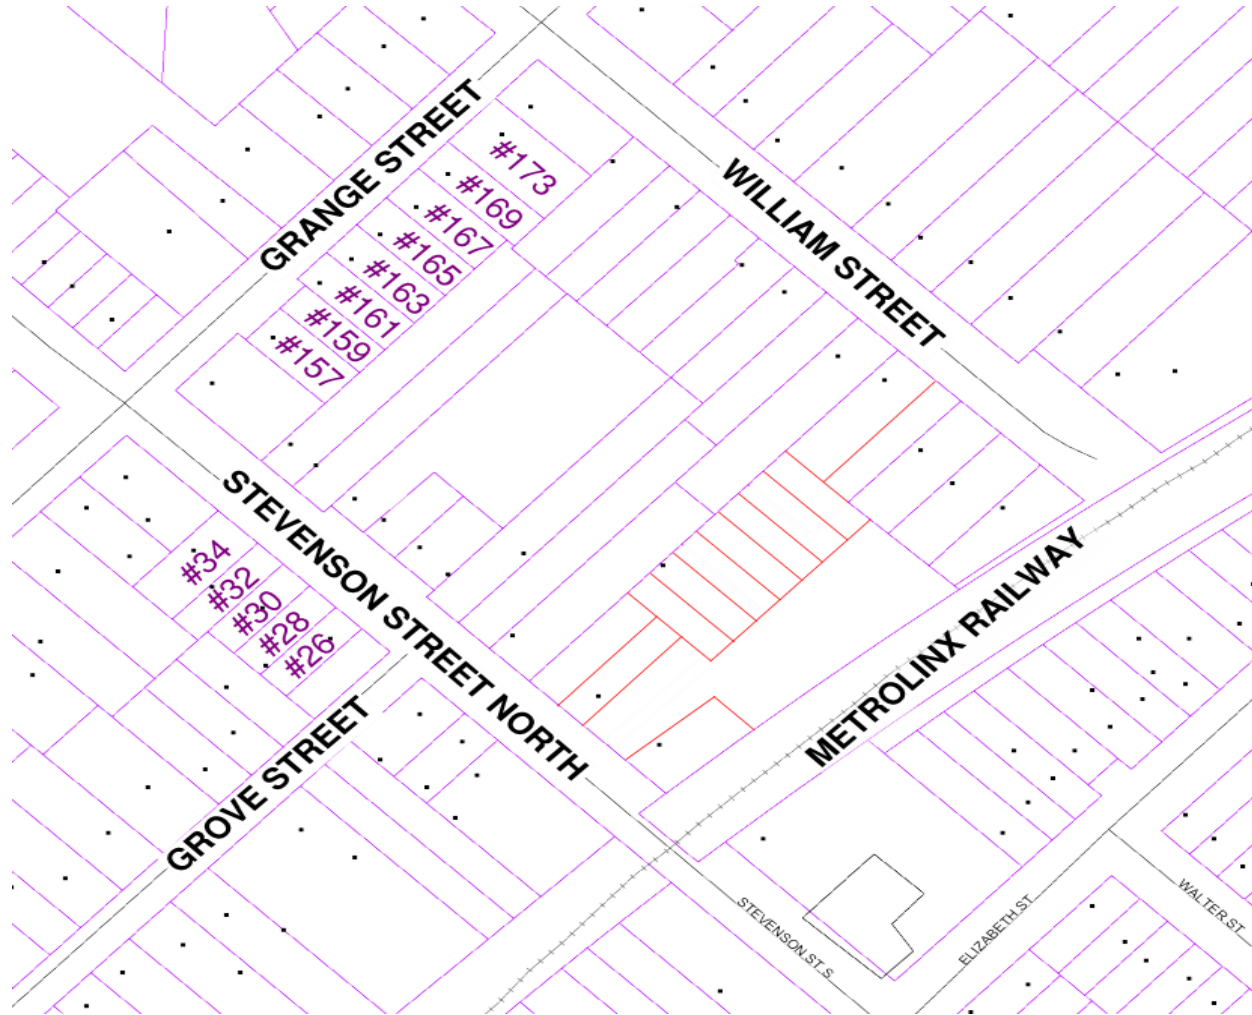 GRANGE STREET
#173
#169
#167
#165
#163
#161
#159
#157
WILLIAM STREET
STEVENSON STREET NORTH
#34
#32
#30
#28
#26
METROLINX RAILWAY
GROVE STREET
STEVENSON ST. S
ELIZABETH ST
WALTER ST